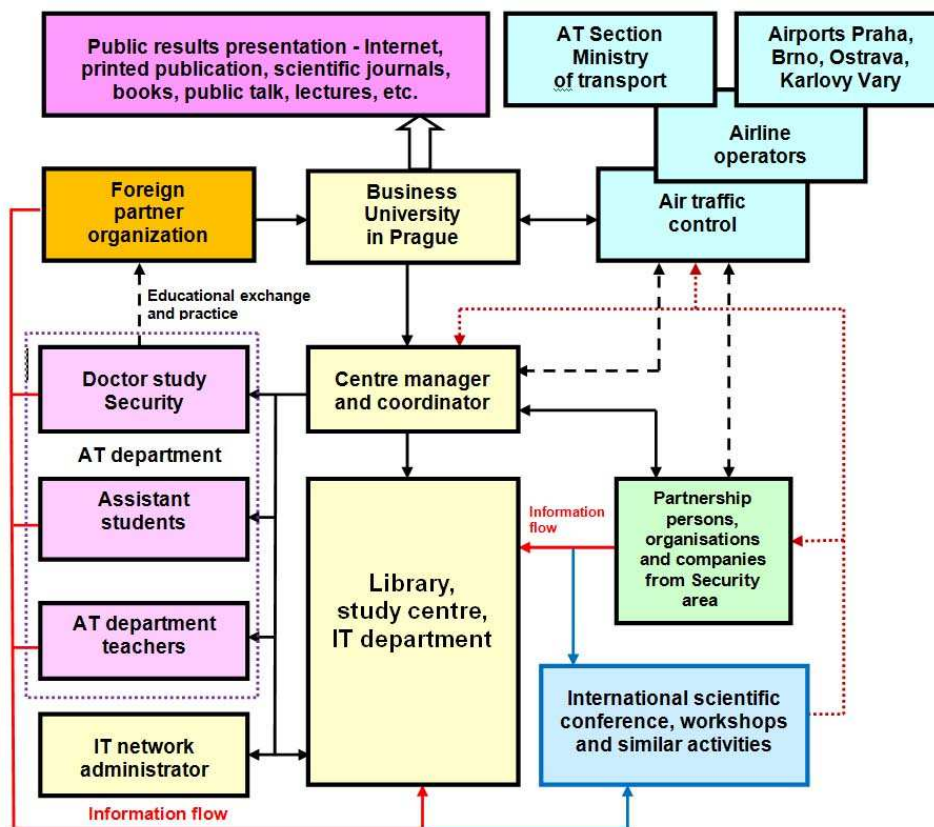 Public results presentation - Internet,
printed publication, scientific journals,
books, public talk, lectures, etc.
AT Section
Ministry
of transport
Airports Praha,
Brno, Ostrava,
Karlovy Vary
Airline
operators
Foreign
partner
organization
Business
University
in Prague
Air traffic
control
Educational exchange
and practice
Doctor study
Security
Centre manager
and coordinator
AT department
Assistant
students
Information
flow
Partnership
persons,
organisations
and companies
from Security
area
Library,
study centre,
IT department
AT department
teachers
International scientific
conference, workshops
and similar activities
IT network
administrator
Information flow